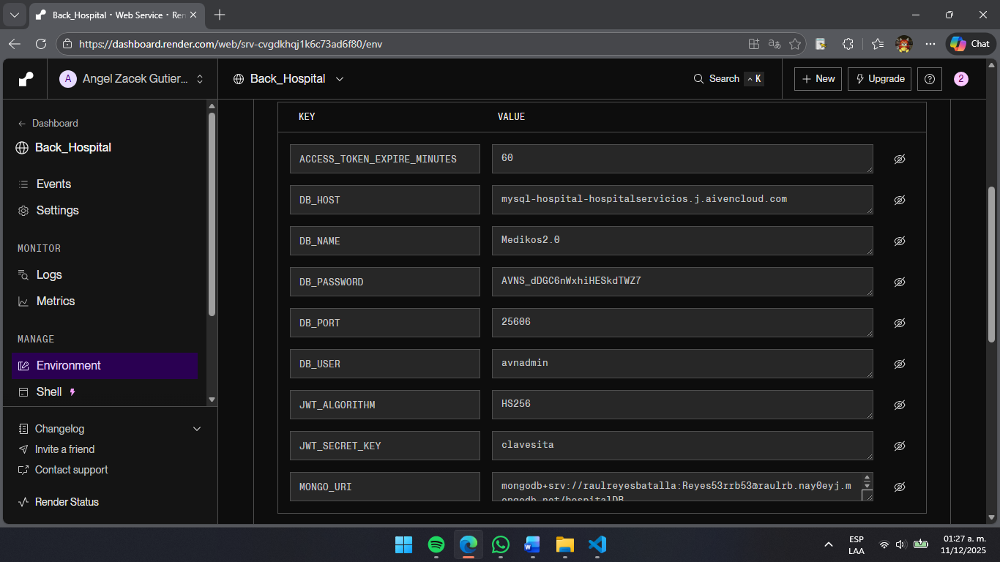 Back_Hospital · Web Service · Ren
https://dashboard.render.com/web/srv-cvgdkhqj1k6c73ad6f80/env
Chat
A Angel Zacek Gutier...
Back_Hospital
Search ^ K
+ New
Upgrade
2
← Dashboard
Back_Hospital
Events
Settings
MONITOR
Logs
Metrics
MANAGE
Environment
Shell
Changelog
Invite a friend
Contact support
Render Status
KEY VALUE
ACCESS_TOKEN_EXPIRE_MINUTES 60
DB_HOST mysql-hospital-hospitalservicios.j.aivencloud.com
DB_NAME Medikos2.0
DB_PASSWORD AVNS_dDGC6nWxhiHESkdTWZ7
DB_PORT 25606
DB_USER avnadmin
JWT_ALGORITHM HS256
JWT_SECRET_KEY clavesita
MONGO_URI mongodb+srv://raulreyesbatalla:Reyes53rrb53@raulrb.nay0eyj.m
ongodb.net/hospitalDB
ESP
LAA
01:27 a. m.
11/12/2025